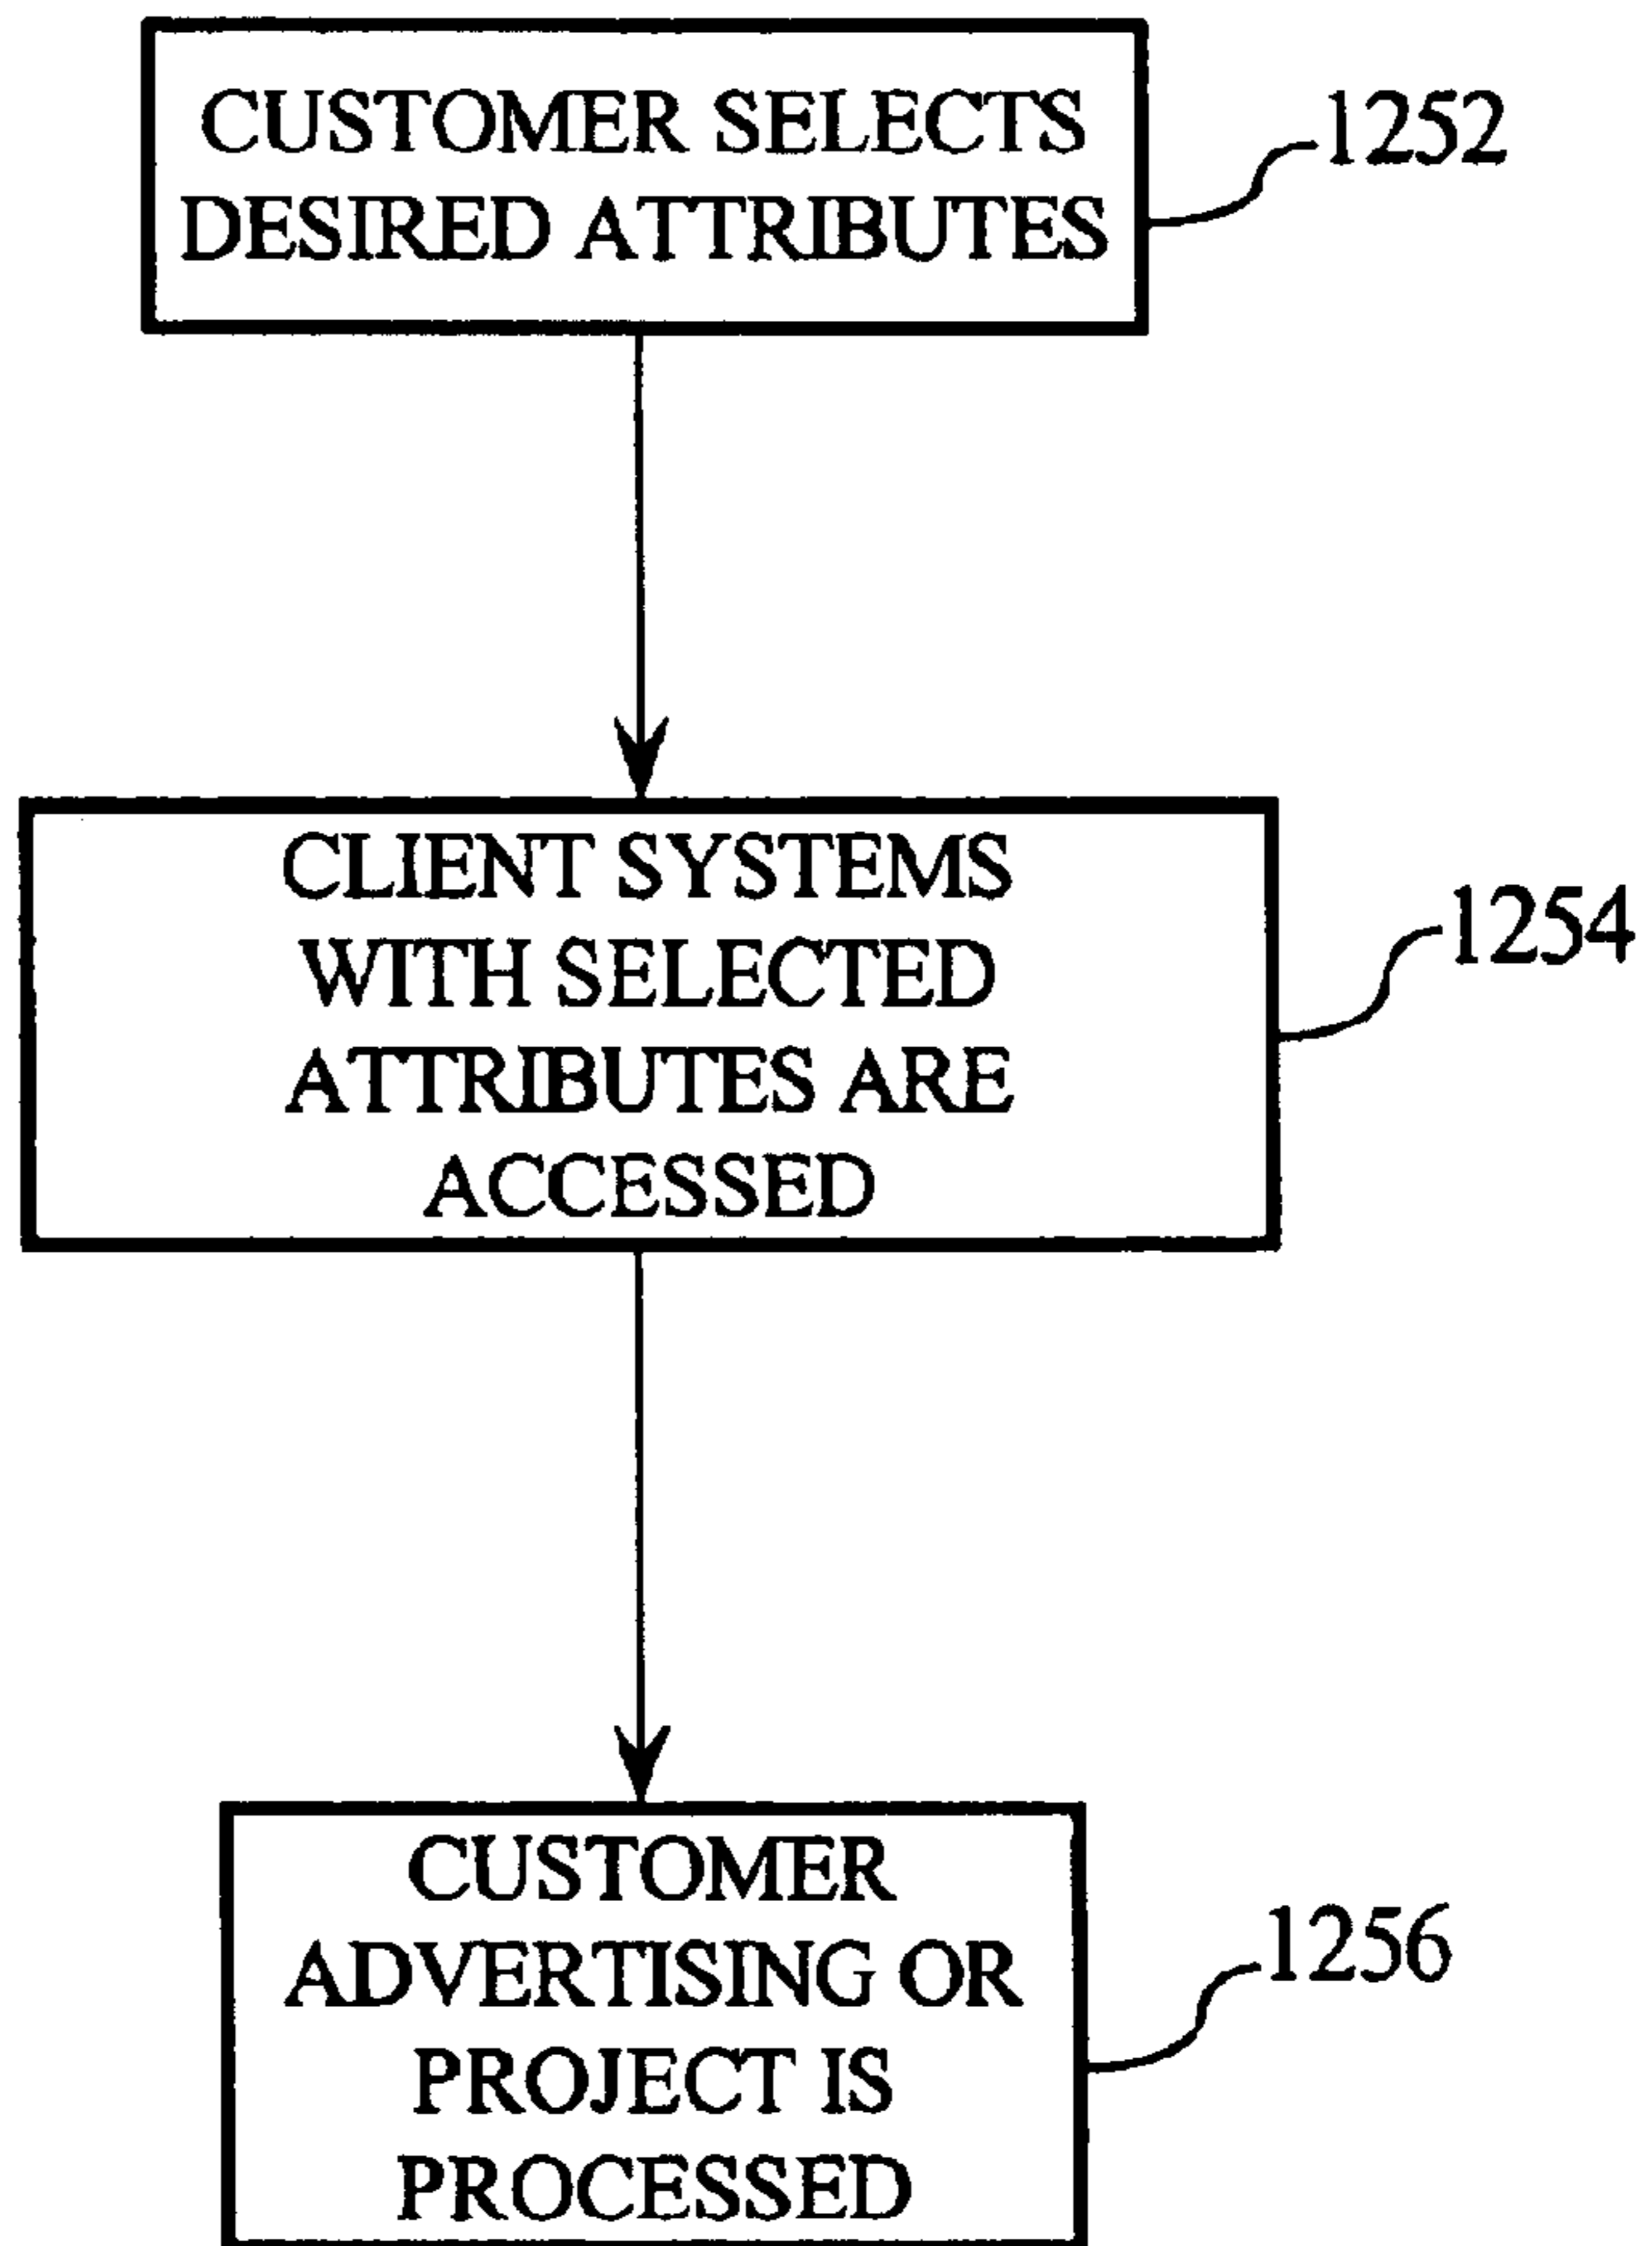 CUSTOMER SELECTS
DESIRED ATTRIBUTES
1252
CLIENT SYSTEMS
WITH SELECTED
ATTRIBUTES ARE
ACCESSED
1254
CUSTOMER
ADVERTISING OR
PROJECT IS
PROCESSED
1256